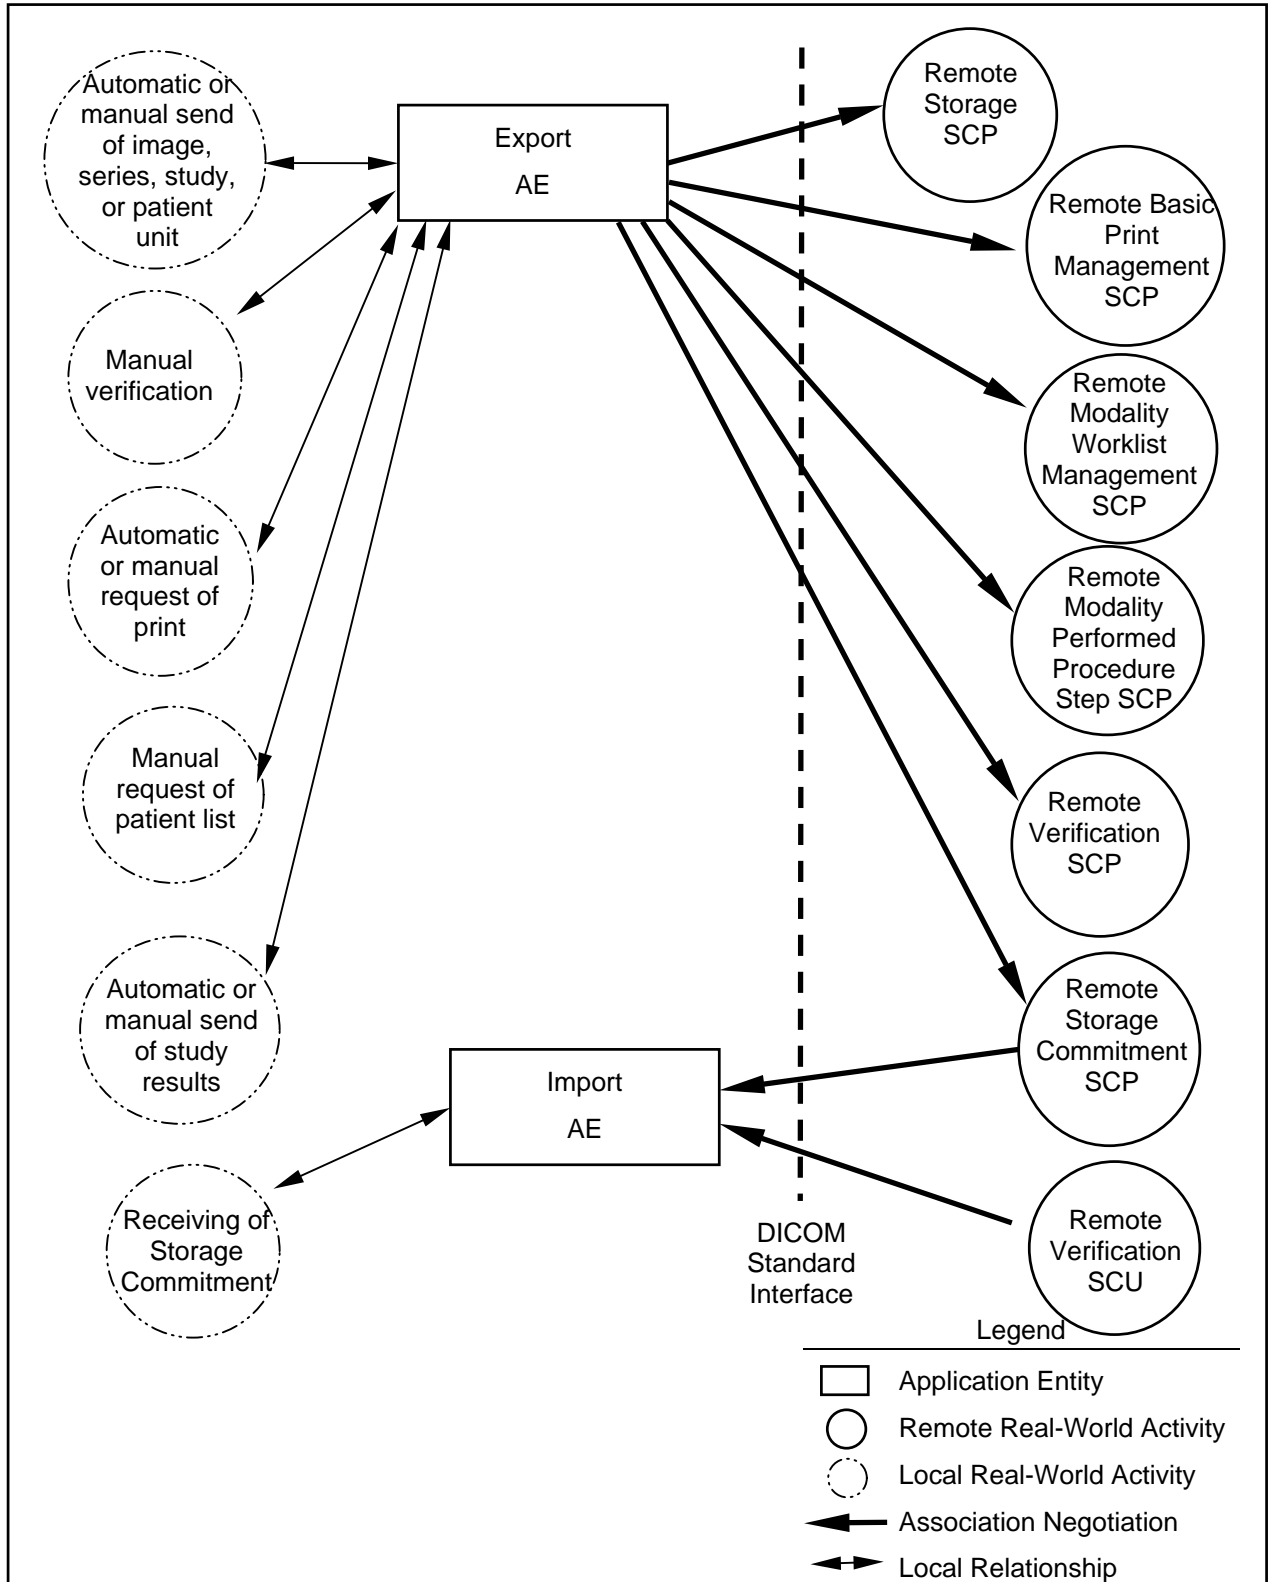 Automatic or
manual send
of image,
series, study,
or patient
unit
Export
AE
Remote
Storage
SCP
Remote Basic
Print
Management
SCP
Manual
verification
Remote
Modality
Worklist
Management
SCP
Automatic
or manual
request of
print
Remote
Modality
Performed
Procedure
Step SCP
Manual
request of
patient list
Remote
Verification
SCP
Automatic or
manual send
of study
results
Remote
Storage
Commitment
SCP
Import
AE
Receiving of
Storage
Commitment
DICOM
Standard
Interface
Remote
Verification
SCU
Legend
Application Entity
Remote Real-World Activity
Local Real-World Activity
Association Negotiation
Local Relationship